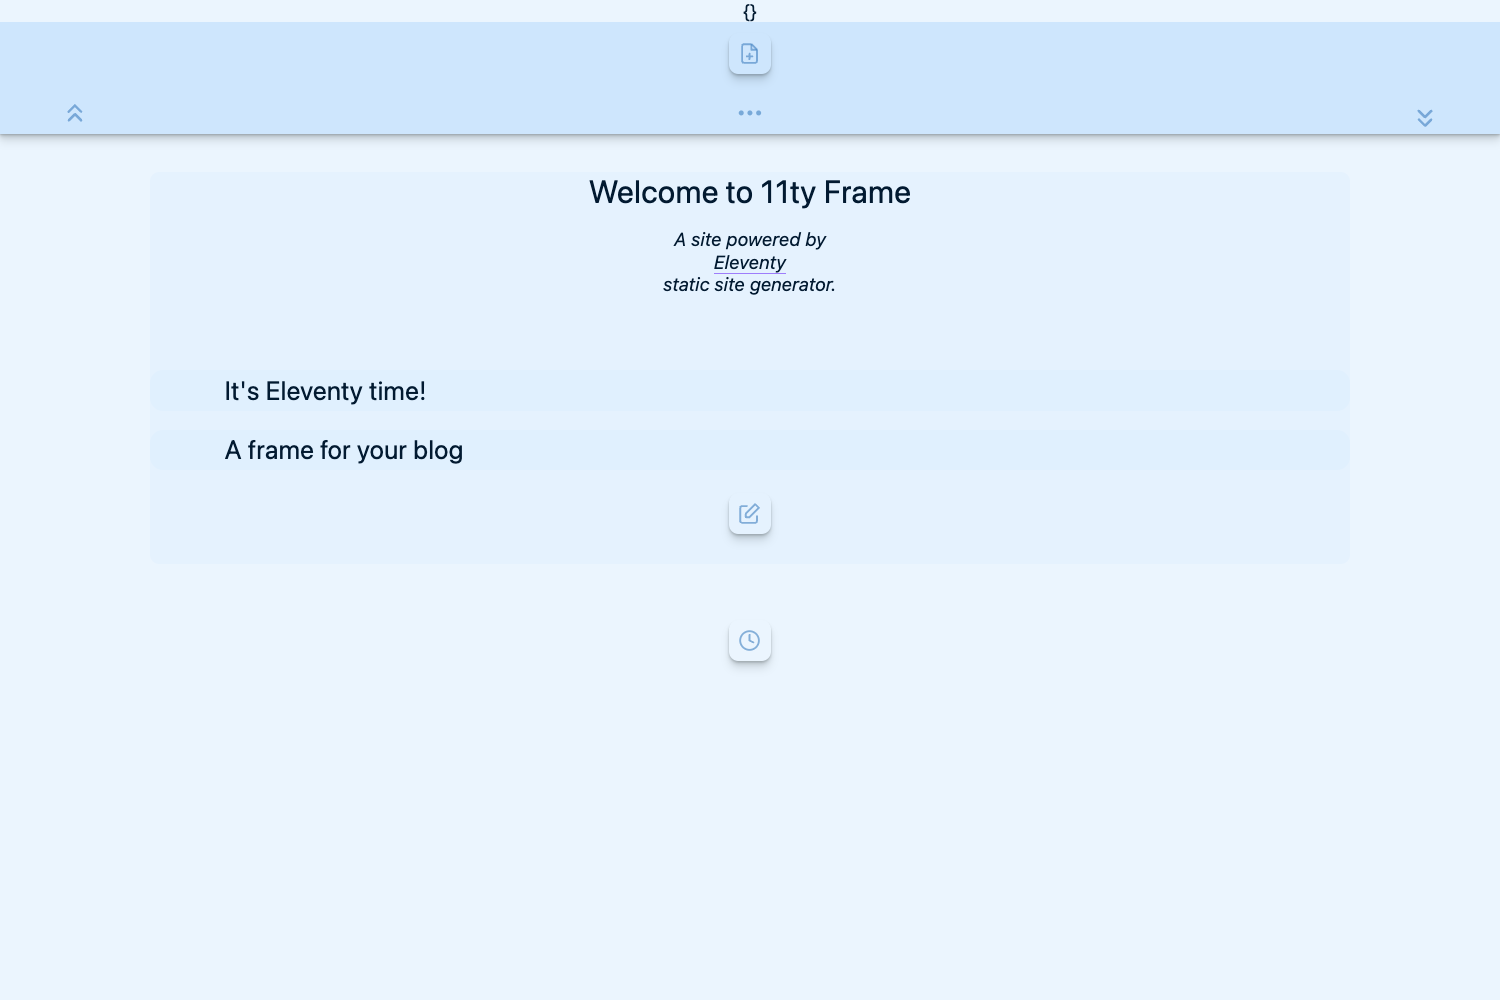 {}
Welcome to 11ty Frame
A site powered by
Eleventy
static site generator.
It's Eleventy time!
A frame for your blog